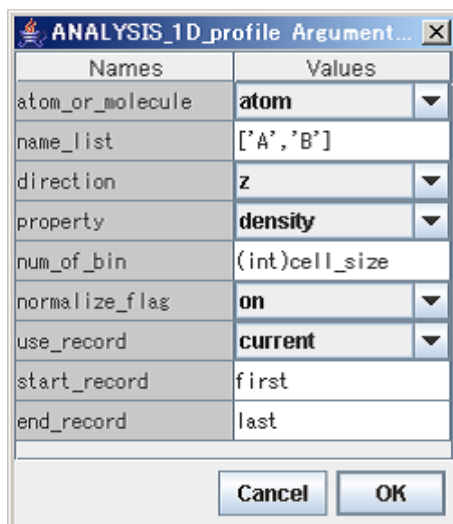 ANALYSIS_1D_profile Argument...
Names Values
atom_or_molecule atom
name_list ['A','B']
direction z
property density
num_of_bin (int)cell_size
normalize_flag on
use_record current
start_record first
end_record last
Cancel OK